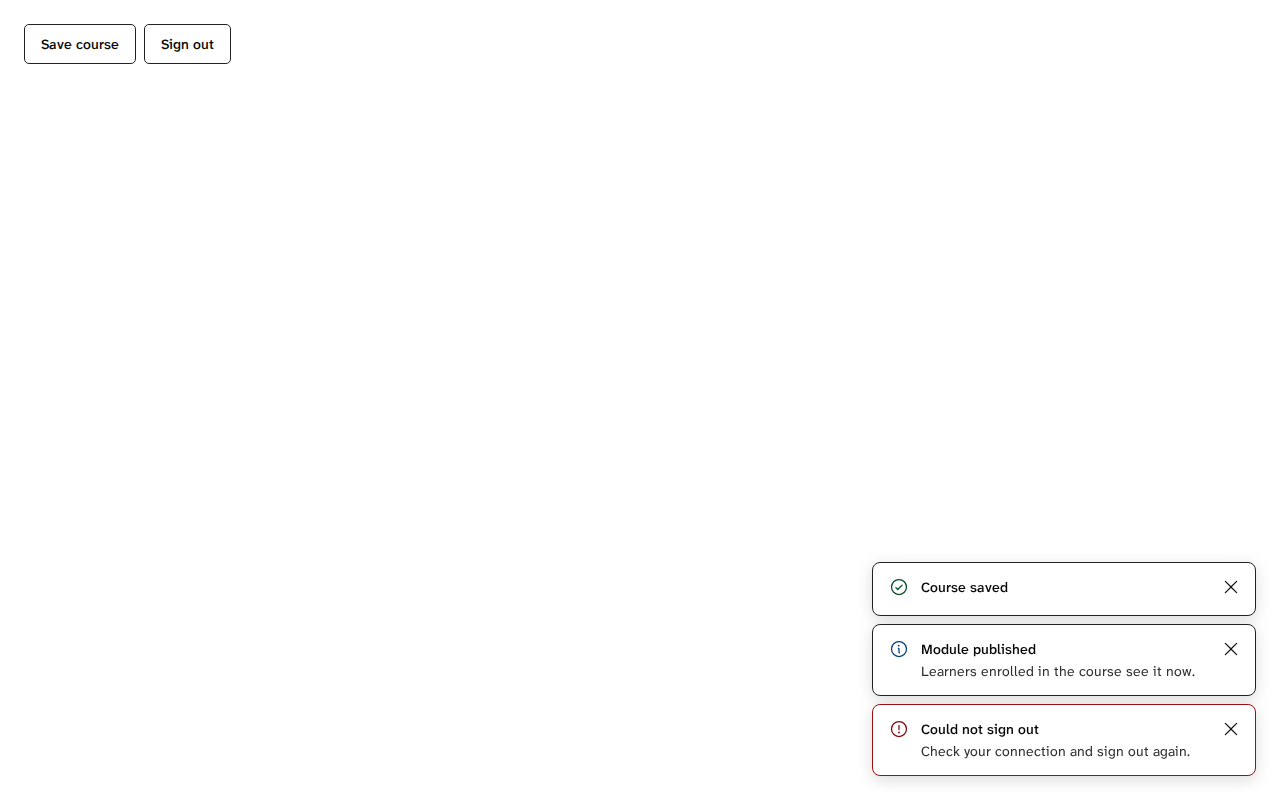 Save course
Sign out
Course saved
Module published
Learners enrolled in the course see it now.
Could not sign out
Check your connection and sign out again.